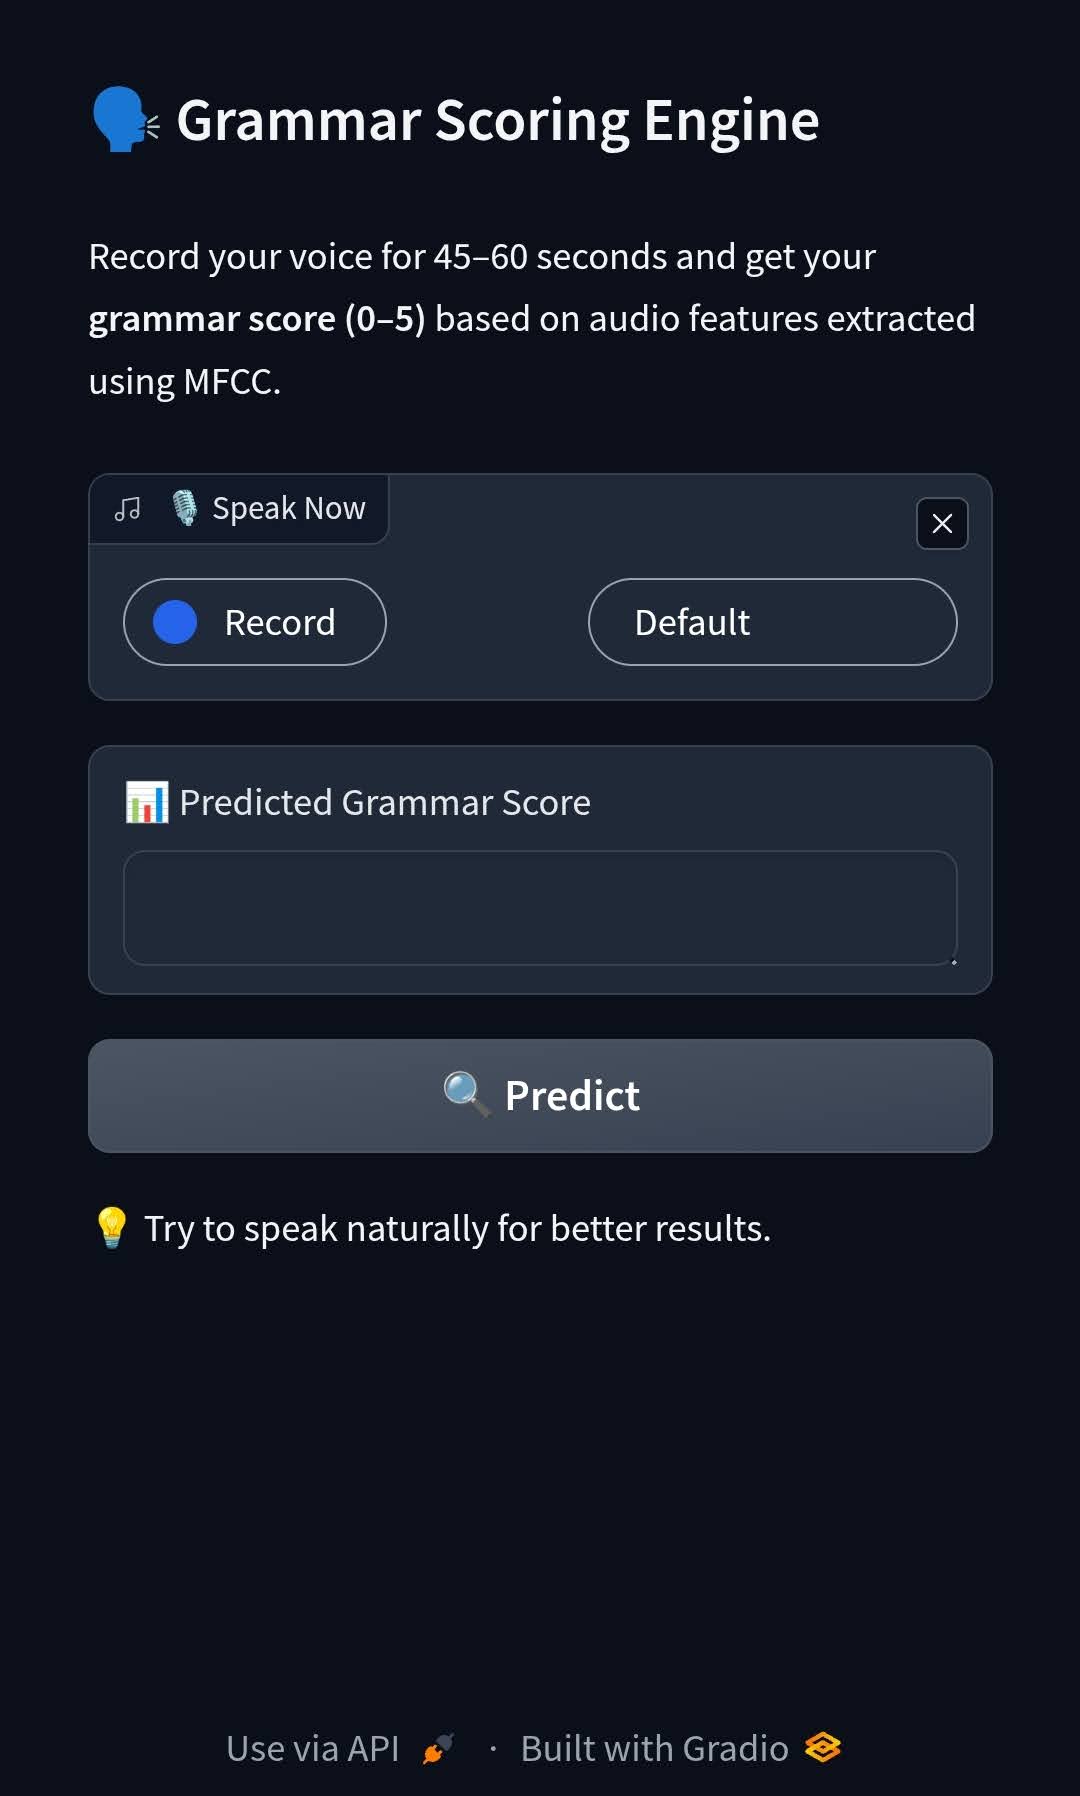 🗣️ Grammar Scoring Engine
Record your voice for 45–60 seconds and get your
grammar score (0–5) based on audio features extracted
using MFCC.
🎙️ Speak Now
Record
Default
📊 Predicted Grammar Score
🔍 Predict
💡 Try to speak naturally for better results.
Use via API · Built with Gradio